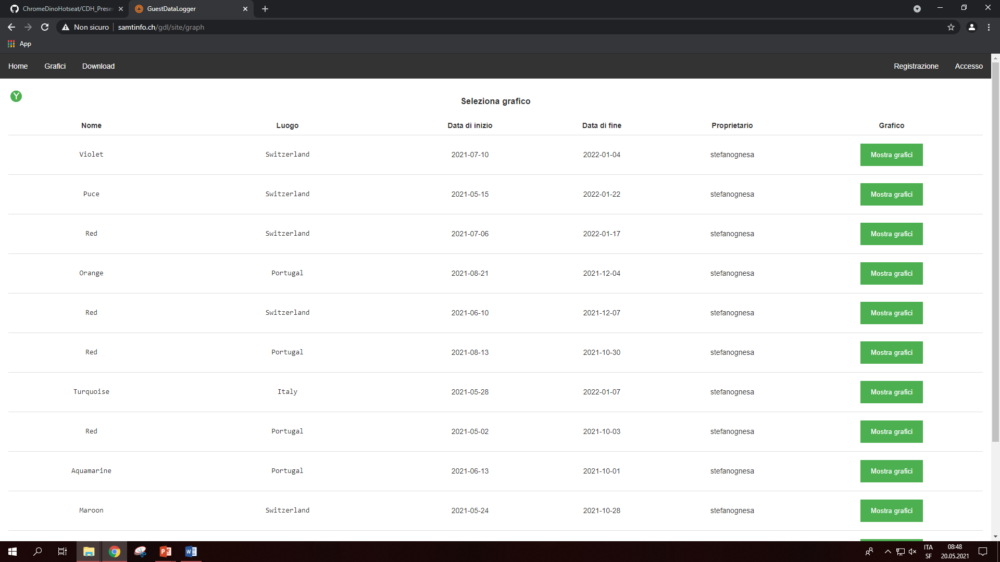 ChromeDinoHotseat/CDH_Preser
GuestDataLogger
Non sicuro
samtinfo.ch/gdl/site/graph
App
Home Grafici Download Registrazione Accesso
Y
Seleziona grafico
Nome Luogo Data di inizio Data di fine Proprietario Grafico
Violet Switzerland 2021-07-10 2022-01-04 stefanognesa Mostra grafici
Puce Switzerland 2021-05-15 2022-01-22 stefanognesa Mostra grafici
Red Switzerland 2021-07-06 2022-01-17 stefanognesa Mostra grafici
Orange Portugal 2021-08-21 2021-12-04 stefanognesa Mostra grafici
Red Switzerland 2021-06-10 2021-12-07 stefanognesa Mostra grafici
Red Portugal 2021-08-13 2021-10-30 stefanognesa Mostra grafici
Turquoise Italy 2021-05-28 2022-01-07 stefanognesa Mostra grafici
Red Portugal 2021-05-02 2021-10-03 stefanognesa Mostra grafici
Aquamarine Portugal 2021-06-13 2021-10-01 stefanognesa Mostra grafici
Maroon Switzerland 2021-05-24 2021-10-28 stefanognesa Mostra grafici
ITA 08:48
SF 20.05.2021